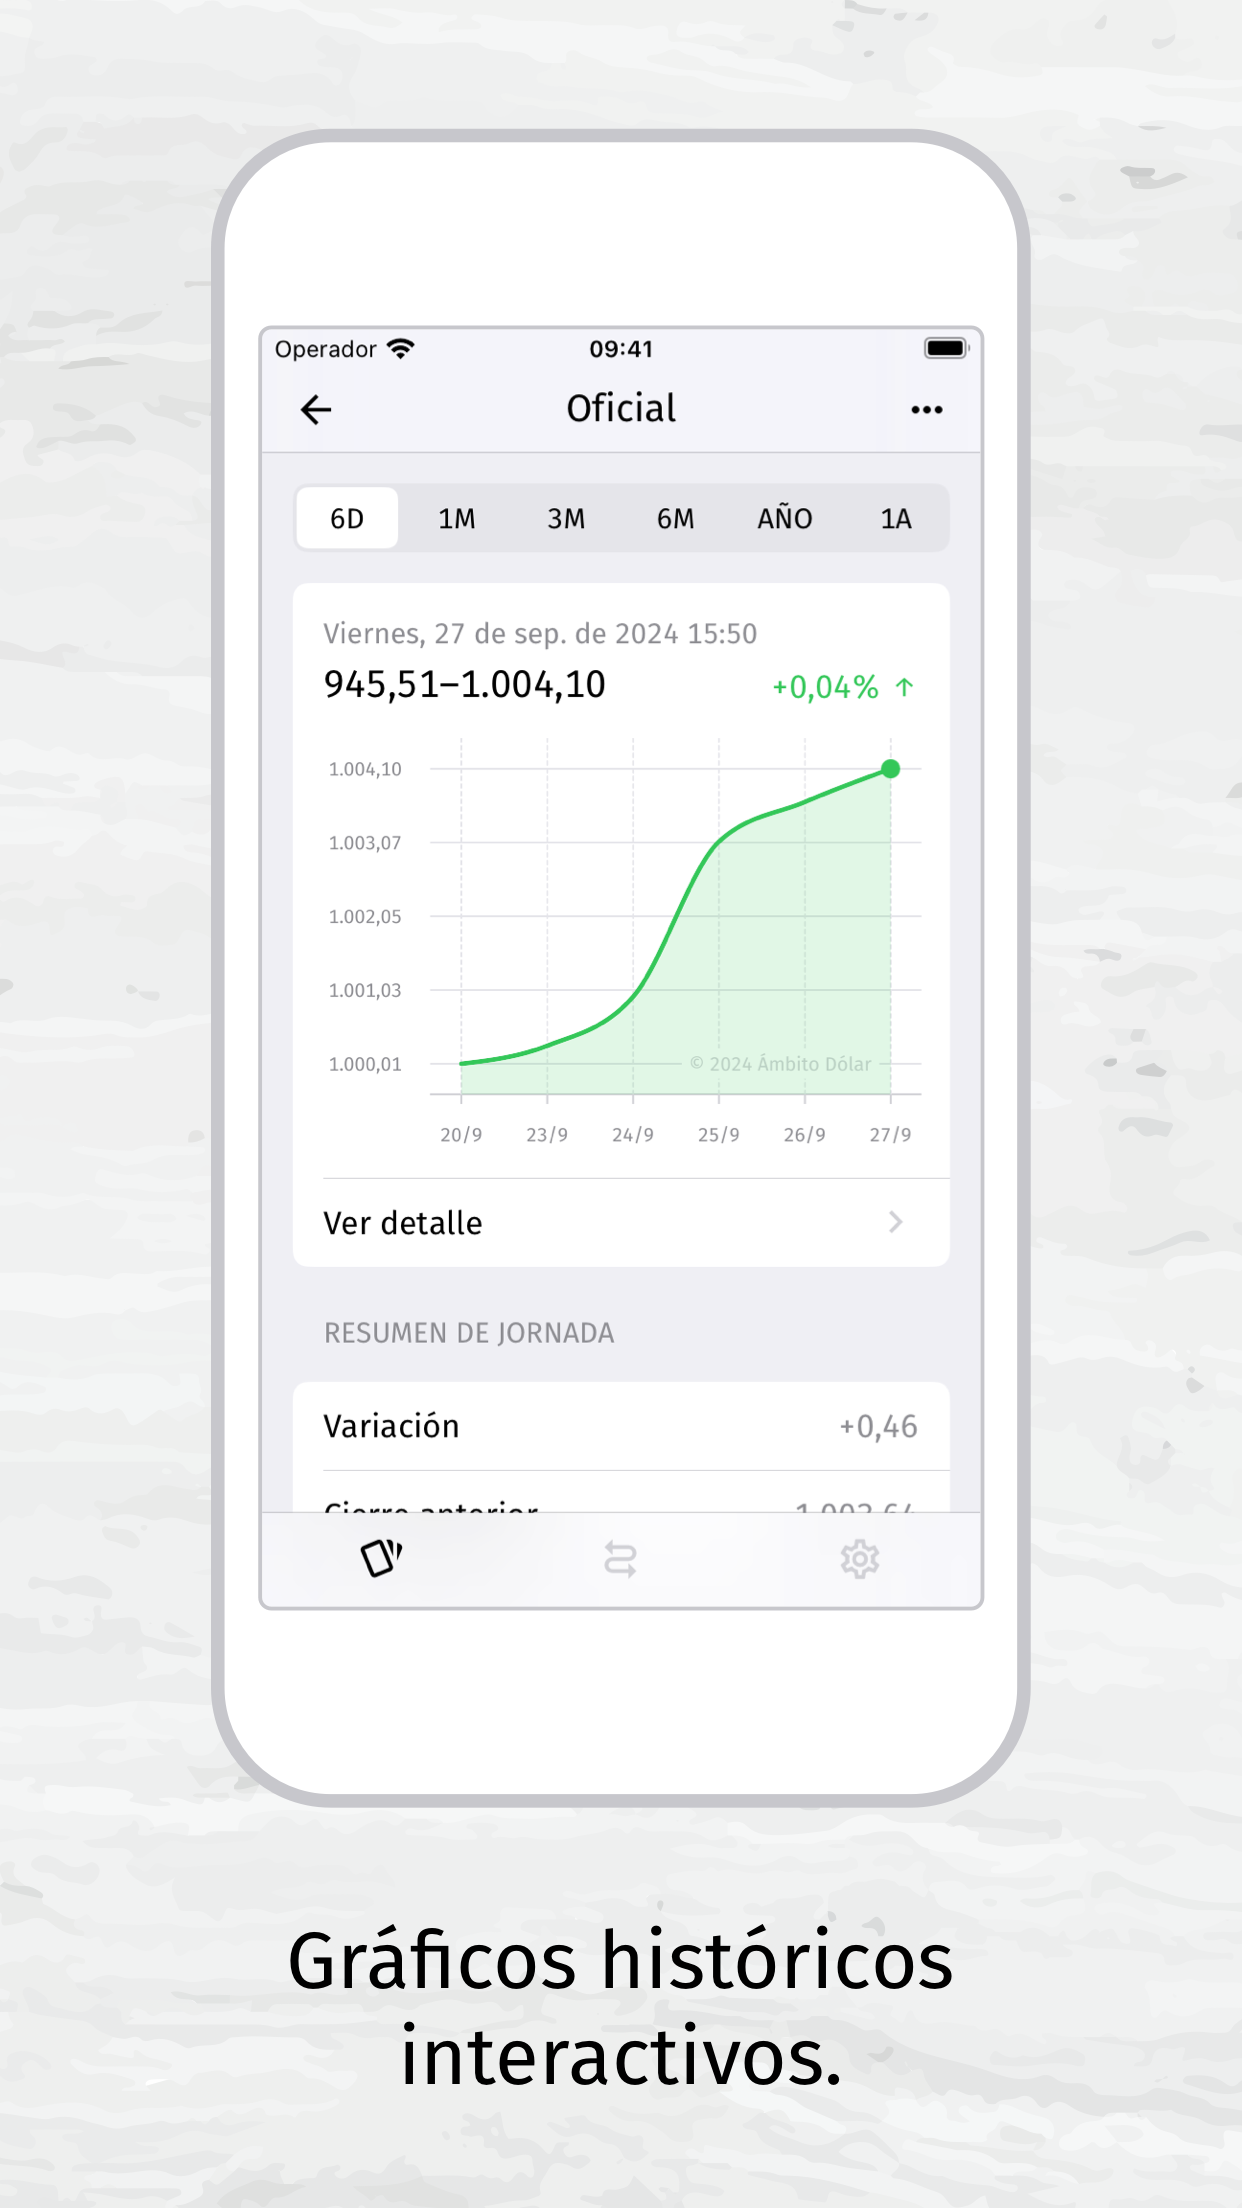 Operador 09:41
Oficial
6D 1M 3M 6M AÑO 1A
Viernes, 27 de sep. de 2024 15:50
945,51–1.004,10 +0,04% ↑
1.004,10
1.003,07
1.002,05
1.001,03
1.000,01
© 2024 Ámbito Dólar
20/9 23/9 24/9 25/9 26/9 27/9
Ver detalle
RESUMEN DE JORNADA
Variación +0,46
Cierre anterior 1.003,64
Gráficos históricos
interactivos.